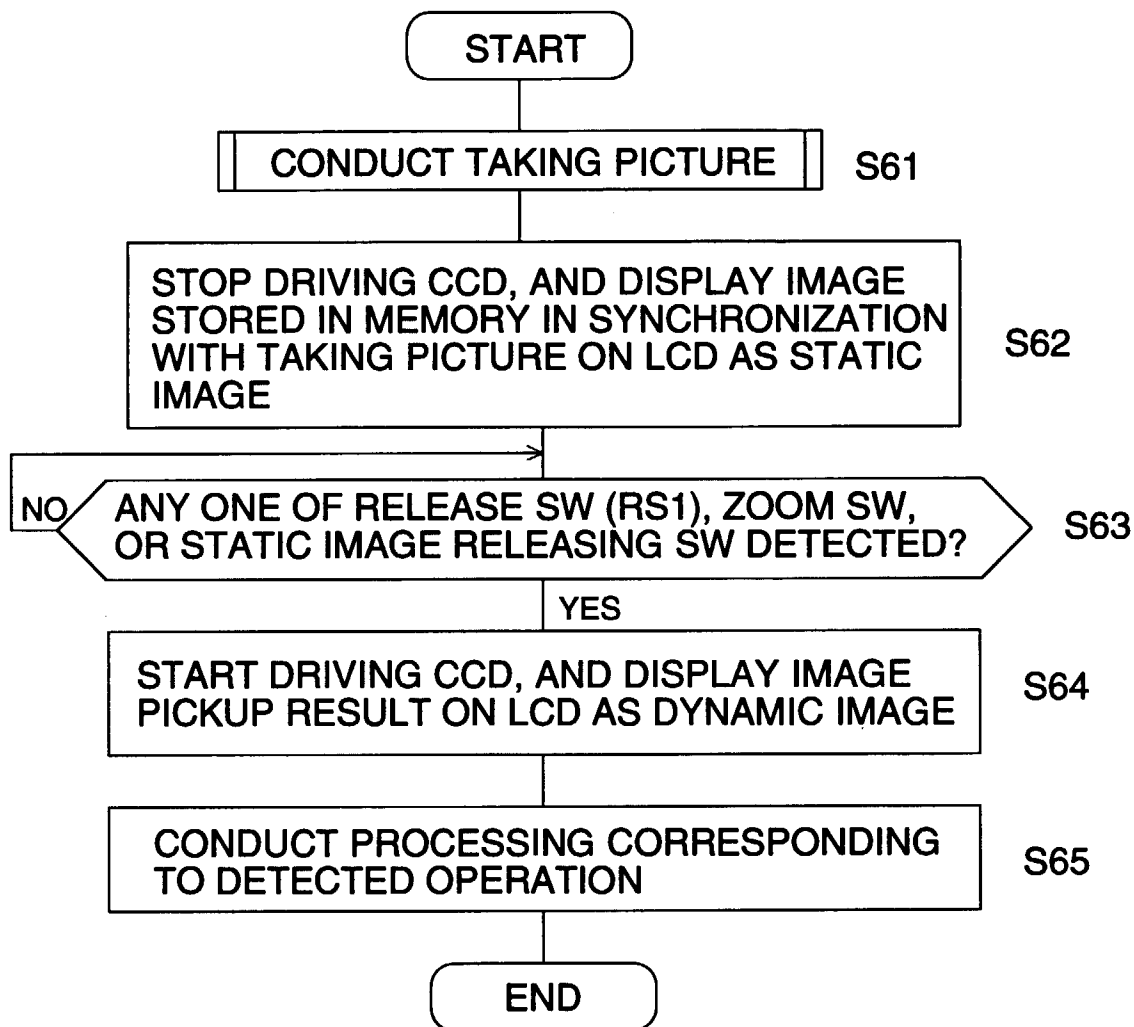 START
CONDUCT TAKING PICTURE
S61
STOP DRIVING CCD, AND DISPLAY IMAGE
STORED IN MEMORY IN SYNCHRONIZATION
WITH TAKING PICTURE ON LCD AS STATIC
IMAGE
S62
NO
ANY ONE OF RELEASE SW (RS1), ZOOM SW,
OR STATIC IMAGE RELEASING SW DETECTED?
S63
YES
START DRIVING CCD, AND DISPLAY IMAGE
PICKUP RESULT ON LCD AS DYNAMIC IMAGE
S64
CONDUCT PROCESSING CORRESPONDING
TO DETECTED OPERATION
S65
END